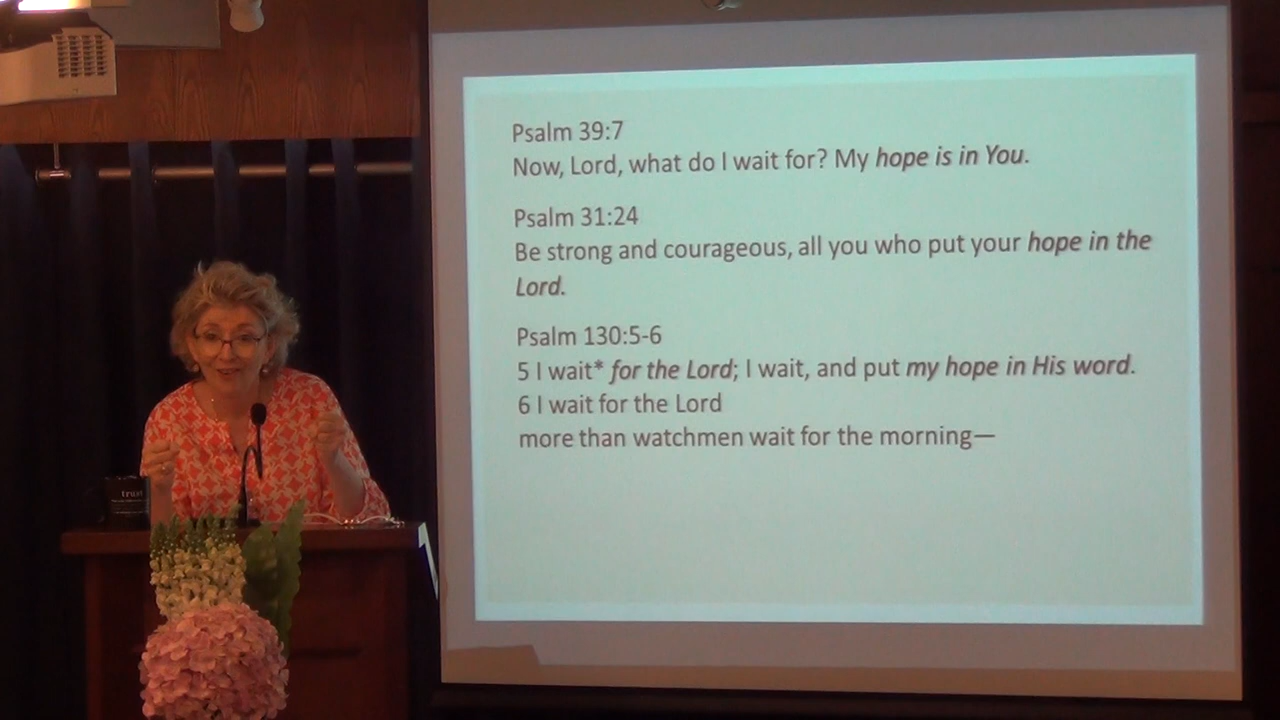 Psalm 39:7
Now, Lord, what do I wait for? My hope is in You.
Psalm 31:24
Be strong and courageous, all you who put your hope in the
Lord.
Psalm 130:5-6
5 I wait* for the Lord; I wait, and put my hope in His word.
6 I wait for the Lord
more than watchmen wait for the morning—
trust